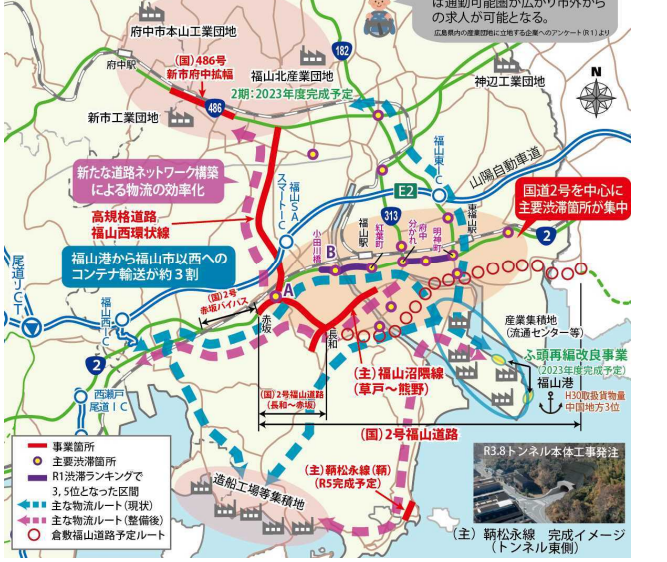 は通勤可能圏が広がり市外から
の求人が可能となる。
広島県内の産業団地に立地する企業へのアンケート(R1)より
府中市本山工業団地
府中駅
(国)486号
新市府中拡幅
486
182
福山北産業団地
2期：2023年度完成予定
神辺工業団地
N
新市工業団地
新たな道路ネットワーク構築
による物流の効率化
高規格道路
福山西環状線
福山SA
スマートIC
福山東IC
山陽自動車道
E2
313
国道2号を中心に
主要渋滞箇所が集中
2
小田川橋
福山駅
紅葉町
府中
分かれ
明神町
東福山駅
B
A
福山港から福山市以西への
コンテナ輸送が約3割
尾道JCT
福山西IC
(国)2号
赤坂バイパス
赤坂
長和
2
西瀬戸
尾道IC
産業集積地
(流通センター等)
ふ頭再編改良事業
(2023年度完成予定)
福山港
H30取扱貨物量
中国地方3位
(主)福山沼隈線
(草戸～熊野)
(国)2号福山道路
(長和～赤坂)
(国)2号福山道路
(主)鞆松永線(鞆)
(R5完成予定)
造船工場等集積地
事業箇所
主要渋滞箇所
R1渋滞ランキングで
3,5位となった区間
主な物流ルート(現状)
主な物流ルート(整備後)
倉敷福山道路予定ルート
R3.8トンネル本体工事発注
(主)鞆松永線 完成イメージ
(トンネル東側)